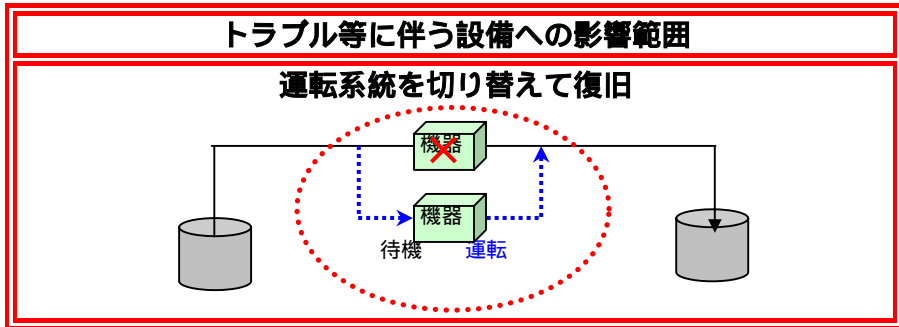 トラブル等に伴う設備への影響範囲
運転系統を切り替えて復旧
機器
機器
待機 運転